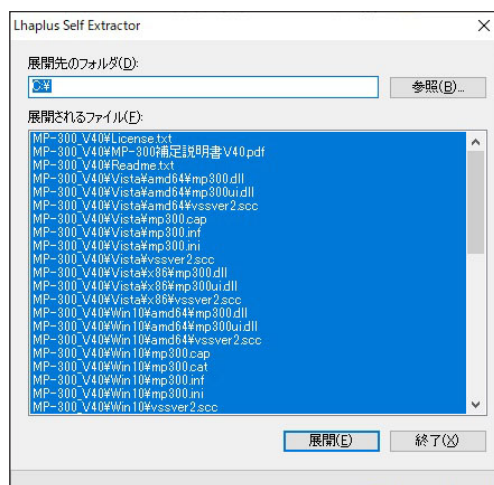 Lhaplus Self Extractor
展開先のフォルダ(D):
C:¥
参照(B)...
展開されるファイル(F):
MP-300_V40¥License.txt
MP-300_V40¥MP-300補足説明書V40.pdf
MP-300_V40¥Readme.txt
MP-300_V40¥Vista¥amd64¥mp300.dll
MP-300_V40¥Vista¥amd64¥mp300ui.dll
MP-300_V40¥Vista¥amd64¥vssver2.scc
MP-300_V40¥Vista¥mp300.cap
MP-300_V40¥Vista¥mp300.inf
MP-300_V40¥Vista¥mp300.ini
MP-300_V40¥Vista¥vssver2.scc
MP-300_V40¥Vista¥x86¥mp300.dll
MP-300_V40¥Vista¥x86¥mp300ui.dll
MP-300_V40¥Vista¥x86¥vssver2.scc
MP-300_V40¥Win10¥amd64¥mp300.dll
MP-300_V40¥Win10¥amd64¥mp300ui.dll
MP-300_V40¥Win10¥amd64¥vssver2.scc
MP-300_V40¥Win10¥mp300.cap
MP-300_V40¥Win10¥mp300.cat
MP-300_V40¥Win10¥mp300.inf
MP-300_V40¥Win10¥mp300.ini
MP-300_V40¥Win10¥vssver2.scc
展開(E)
終了(X)